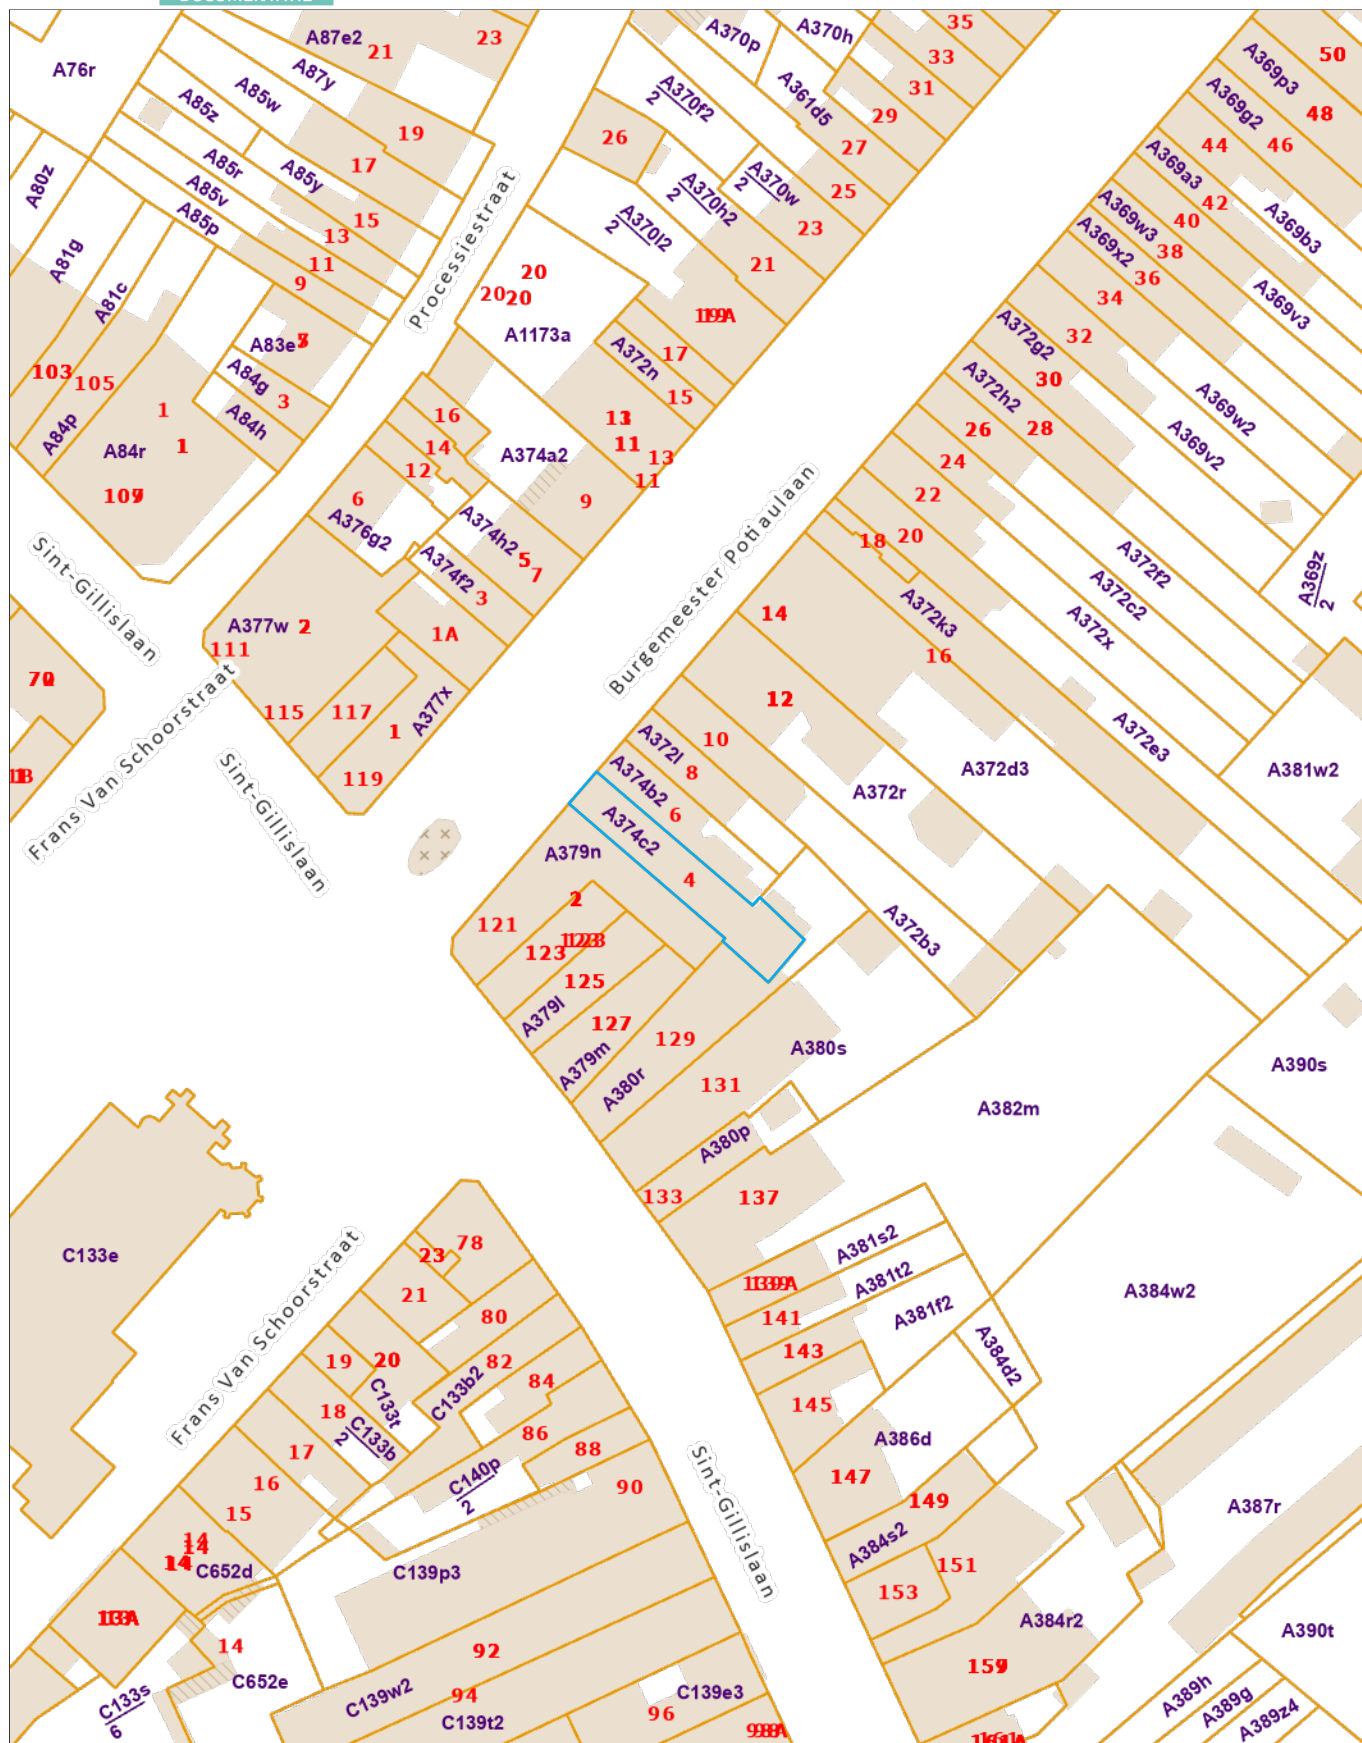 A87e2
21
23
A76r
A87y
A85w
A85z
19
17
A85r
A85y
A85v
A85p
A80z
15
13
11
9
A81g
A81c
A83e
A84g
3
A84h
103
105
1
1
A84p
A84r
Processiestraat
A370p
A370h
35
33
31
29
27
25
23
21
A361d5
A370f2
2
26
A370w
2
A370h2
2
A370l2
2
20
20
20
A1173a
19A
17
A372n
15
11
13
11
16
14
12
6
A374a2
9
A376g2
A374h2
5
7
A374f2
3
1A
A377w
2
111
115
117
1
A377x
119
Sint-Gillislaan
Frans Van Schoorstraat
Sint-Gillislaan
Burgemeester Potiaulaan
50
A369p3
48
A369g2
46
44
A369a3
42
A369b3
40
A369w3
38
A369x2
36
A369v3
34
32
A372g2
30
A372h2
A369w2
28
A369v2
26
24
22
20
18
A369z
2
A372f2
A372c2
A372x
A372k3
16
A372e3
14
12
A381w2
A372d3
A372r
10
A372l
8
A374b2
6
A374c2
4
A379n
2
121
123
123
125
A379l
127
A379m
129
A380r
131
A372b3
A380s
A390s
A382m
A380p
133
137
C133e
Frans Van Schoorstraat
78
23
21
80
19
20
82
C133t
C133b2
84
18
C133b
2
86
88
17
16
C140p
2
90
15
14
14
14
C652d
C139p3
13A
14
C652e
C133s
6
92
C139w2
94
C139t2
96
C139e3
98A
A381s2
139A
A381t2
141
A381f2
143
A384d2
145
A384w2
A386d
147
149
A384s2
151
153
Sint-Gillislaan
A387r
A384r2
A390t
A389h
A389g
A389z4